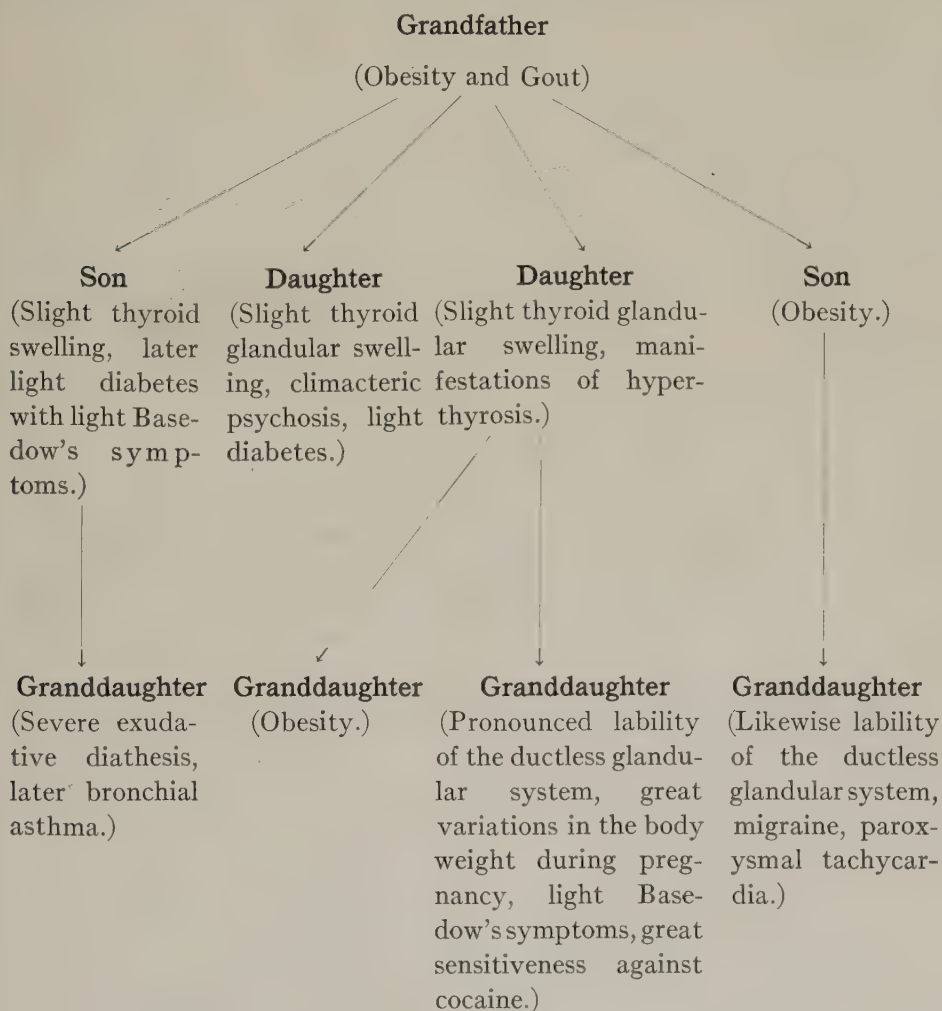 Grandfather
(Obesity and Gout)
Son
(Slight thyroid
swelling, later
light diabetes
with light Base-
dow's symp-
toms.)
Daughter
(Slight thyroid
glandular swell-
ing, climacteric
psychosis, light
diabetes.)
Daughter
(Slight thyroid glandu-
lar swelling, mani-
festations of hyper-
thyrosis.)
Son
(Obesity.)
Granddaughter
(Severe exuda-
tive diathesis,
later bronchial
asthma.)
Granddaughter
(Obesity.)
Granddaughter
(Pronounced lability
of the ductless glandu-
lar system, great
variations in the body
weight during preg-
nancy, light Base-
dow's symptoms, great
sensitiveness against
cocaine.)
Granddaughter
(Likewise lability
of the ductless
glandular system,
migraine, parox-
ysmal tachycar-
dia.)